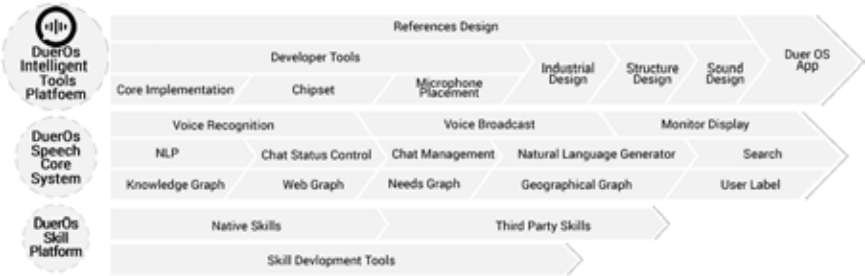 DuerOs
Intelligent
Tools
Platfoem
References Design
Developer Tools
Core Implementation
Chipset
Microphone
Placement
Industrial
Design
Structure
Design
Sound
Design
Duer OS
App
DuerOs
Speech
Core
System
Voice Recognition
Voice Broadcast
Monitor Display
NLP
Chat Status Control
Chat Management
Natural Language Generator
Search
Knowledge Graph
Web Graph
Needs Graph
Geographical Graph
User Label
DuerOs
Skill
Platform
Native Skills
Third Party Skills
Skill Devlopment Tools